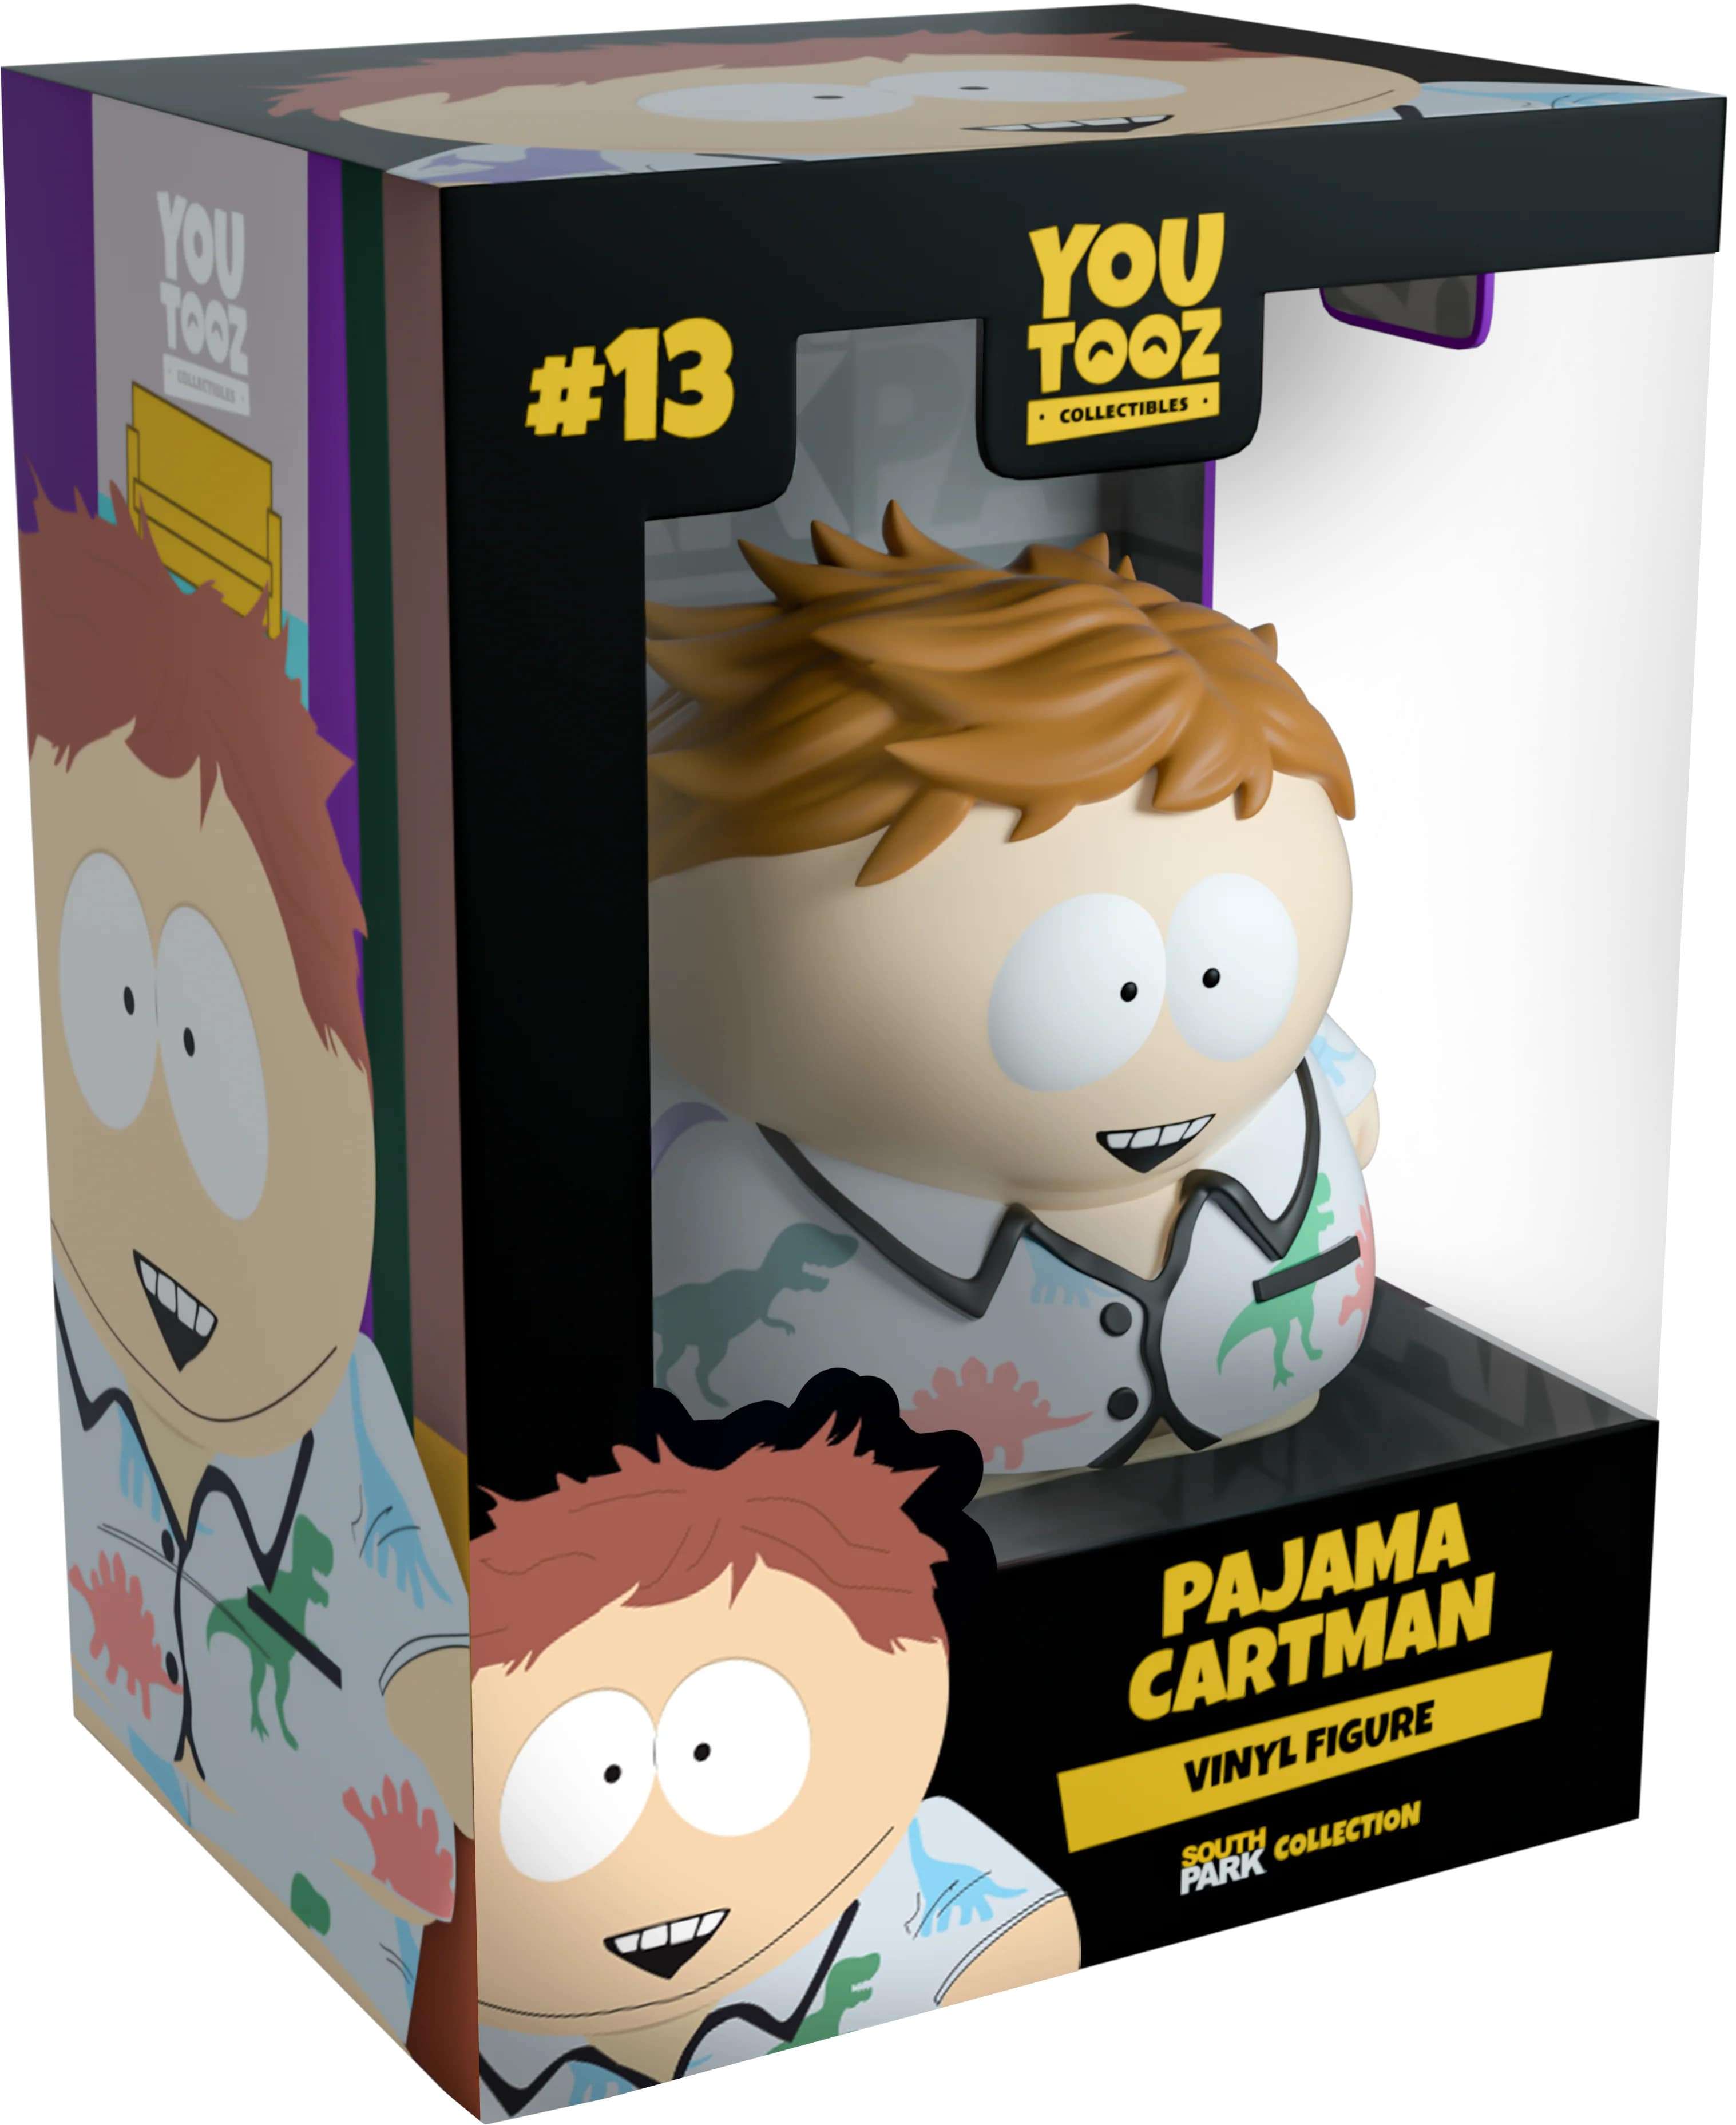 YOU
TOOZ
COLLECTIBLES
#13
YOU
TOOZ
· COLLECTIBLES ·
PAJAMA
CARTMAN
VINYL FIGURE
SOUTH
PARK COLLECTION